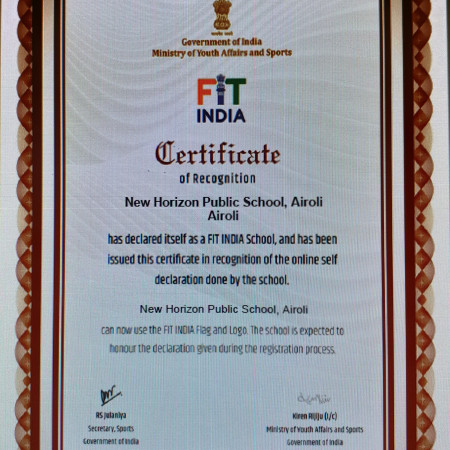 Government of India
Ministry of Youth Affairs and Sports
FIT
INDIA
Certificate
of Recognition
New Horizon Public School, Airoli
Airoli
has declared itself as a FIT INDIA School, and has been
issued this certificate in recognition of the online self
declaration done by the school.
New Horizon Public School, Airoli
can now use the FIT INDIA Flag and Logo. The school is expected to
honour the declaration given during the registration process.
RS Julaniya
Secretary, Sports
Government of India
Kiren Rijiju (I/c)
Ministry of Youth Affairs and Sports
Government of India